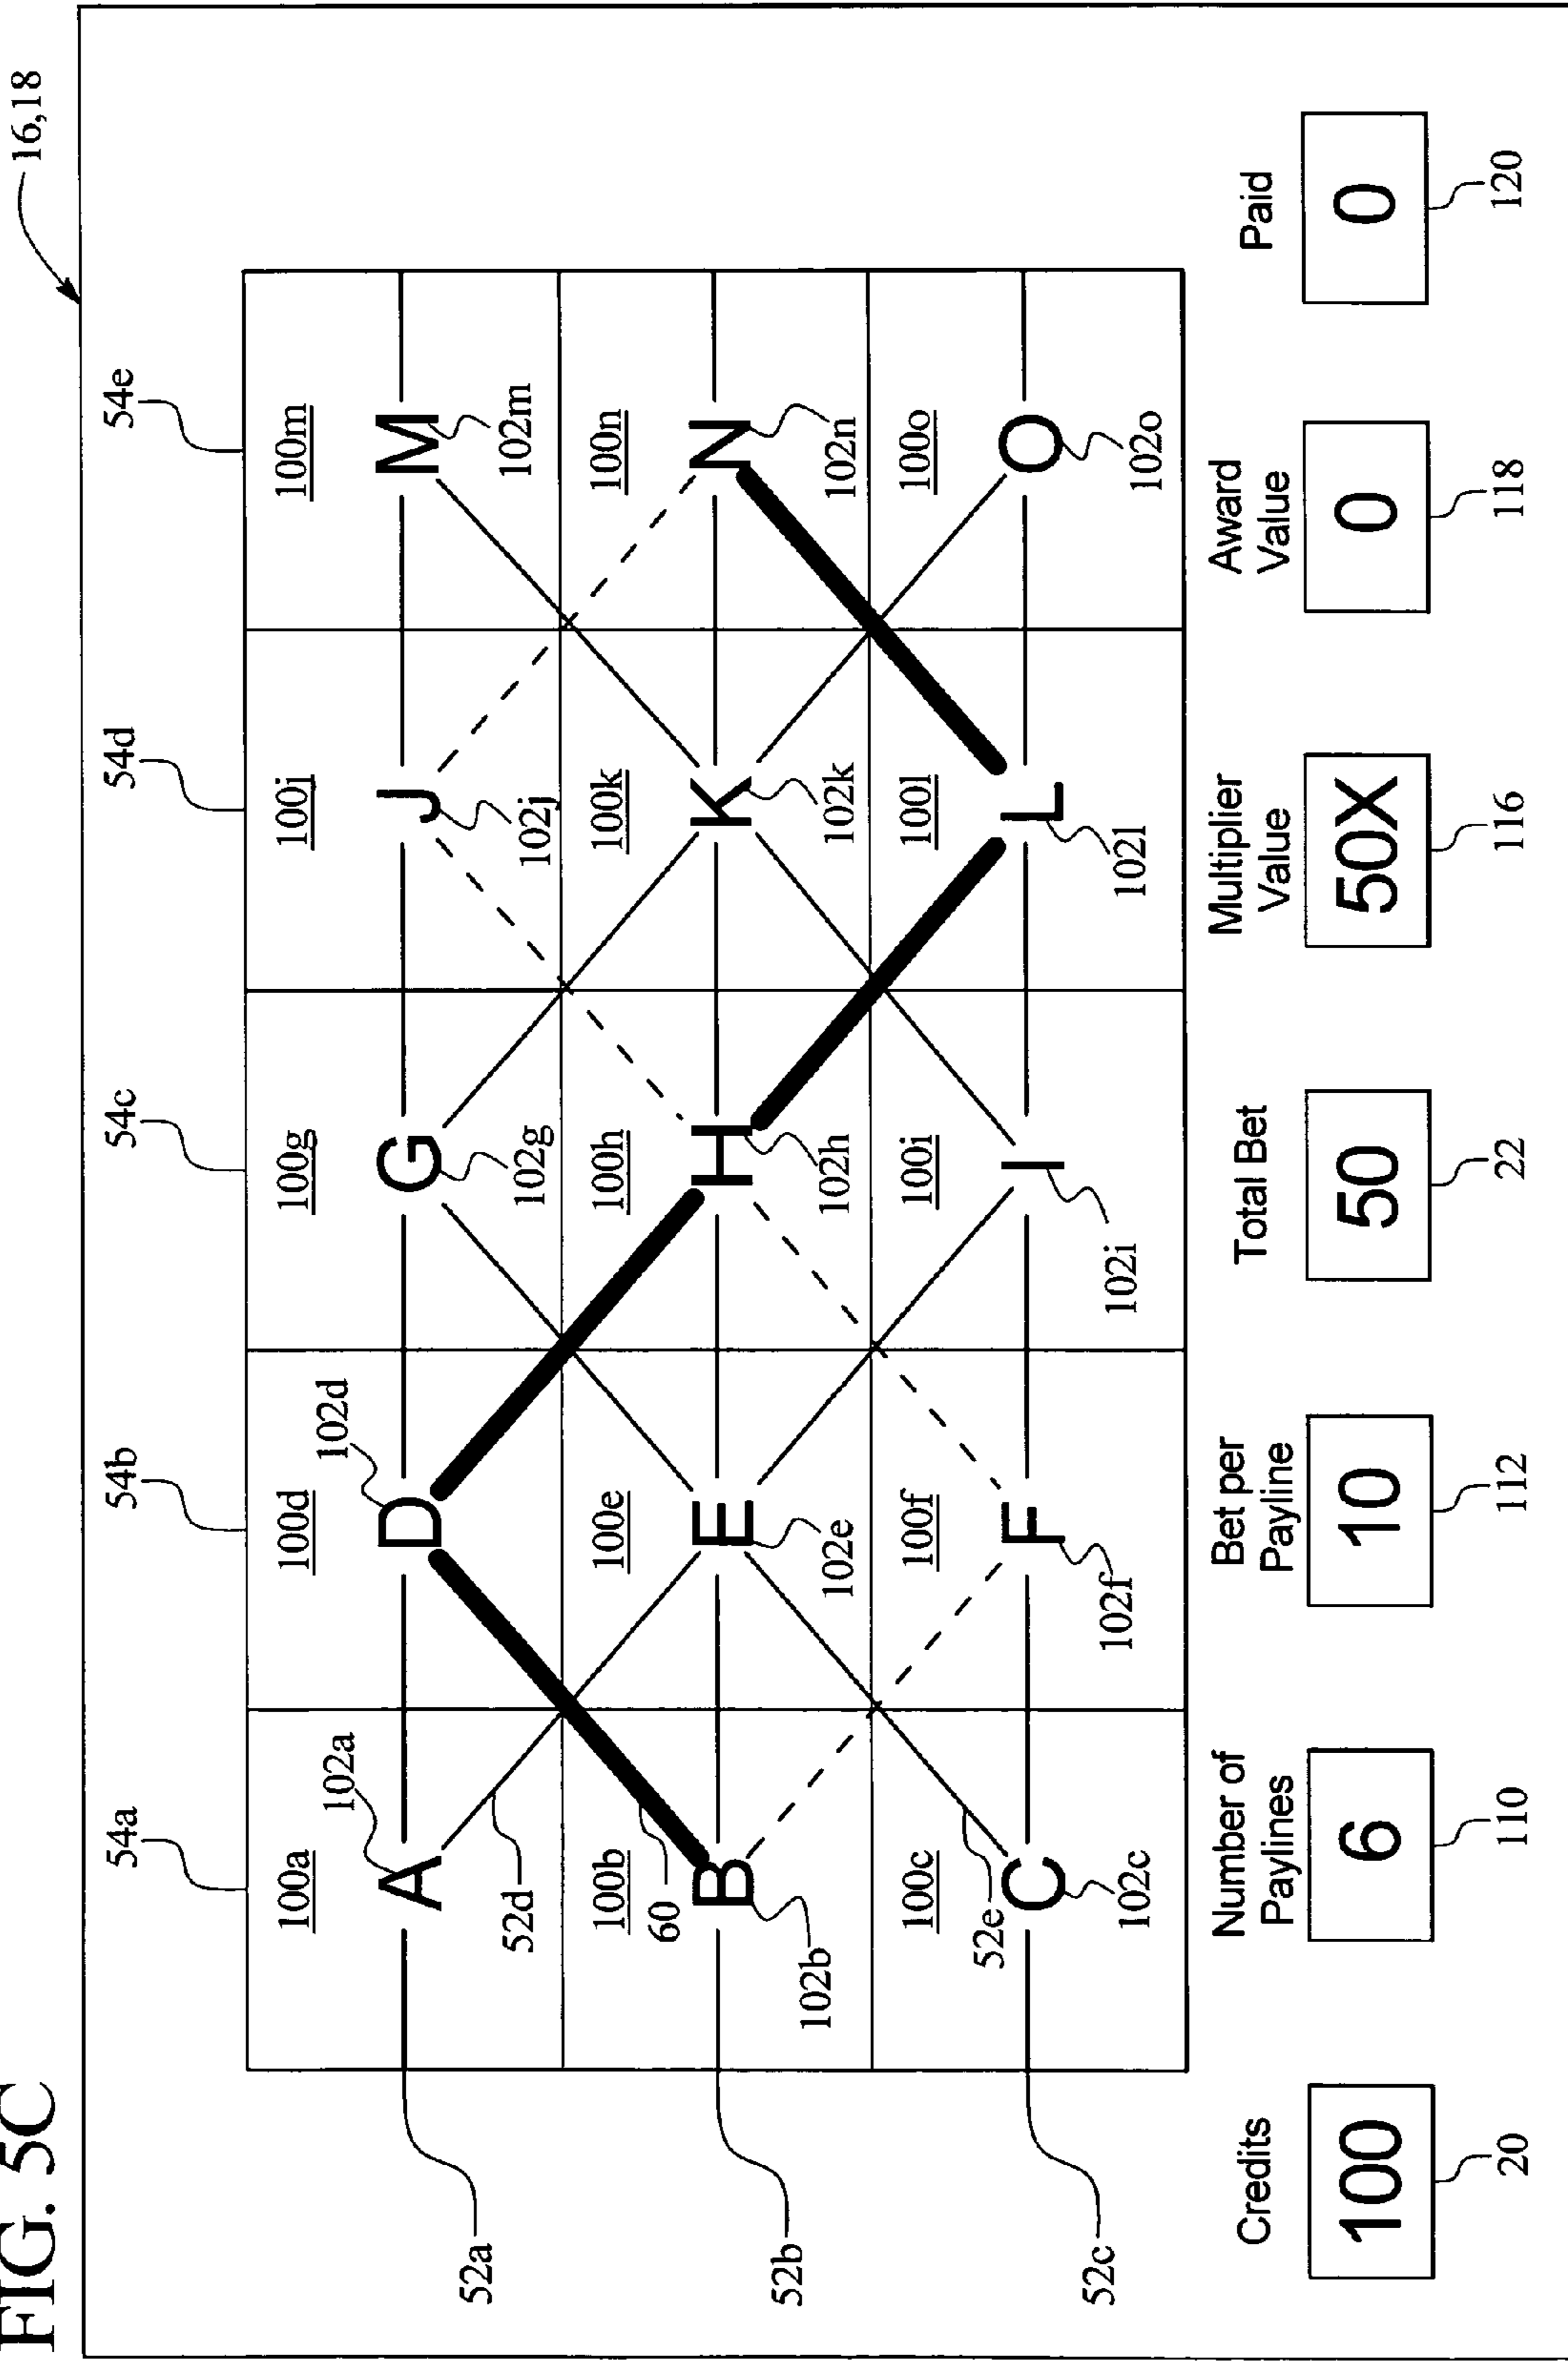 FIG. 5C
16,18
54a
54b
54c
54d
54e
100a
102a
100d
102d
100g
100j
100m
52a
A
D
G
J
M
52d
102g
102j
102m
100b
100e
100h
100k
100n
60
52b
B
E
H
K
N
102b
102e
102h
102k
102n
100c
100f
100i
100l
100o
52e
52c
C
F
I
L
O
102c
102f
102i
102l
102o
Credits
Number of
Paylines
Bet per
Payline
Total Bet
Multiplier
Value
Award
Value
Paid
100
6
10
50
50X
0
0
20
110
112
22
116
118
120